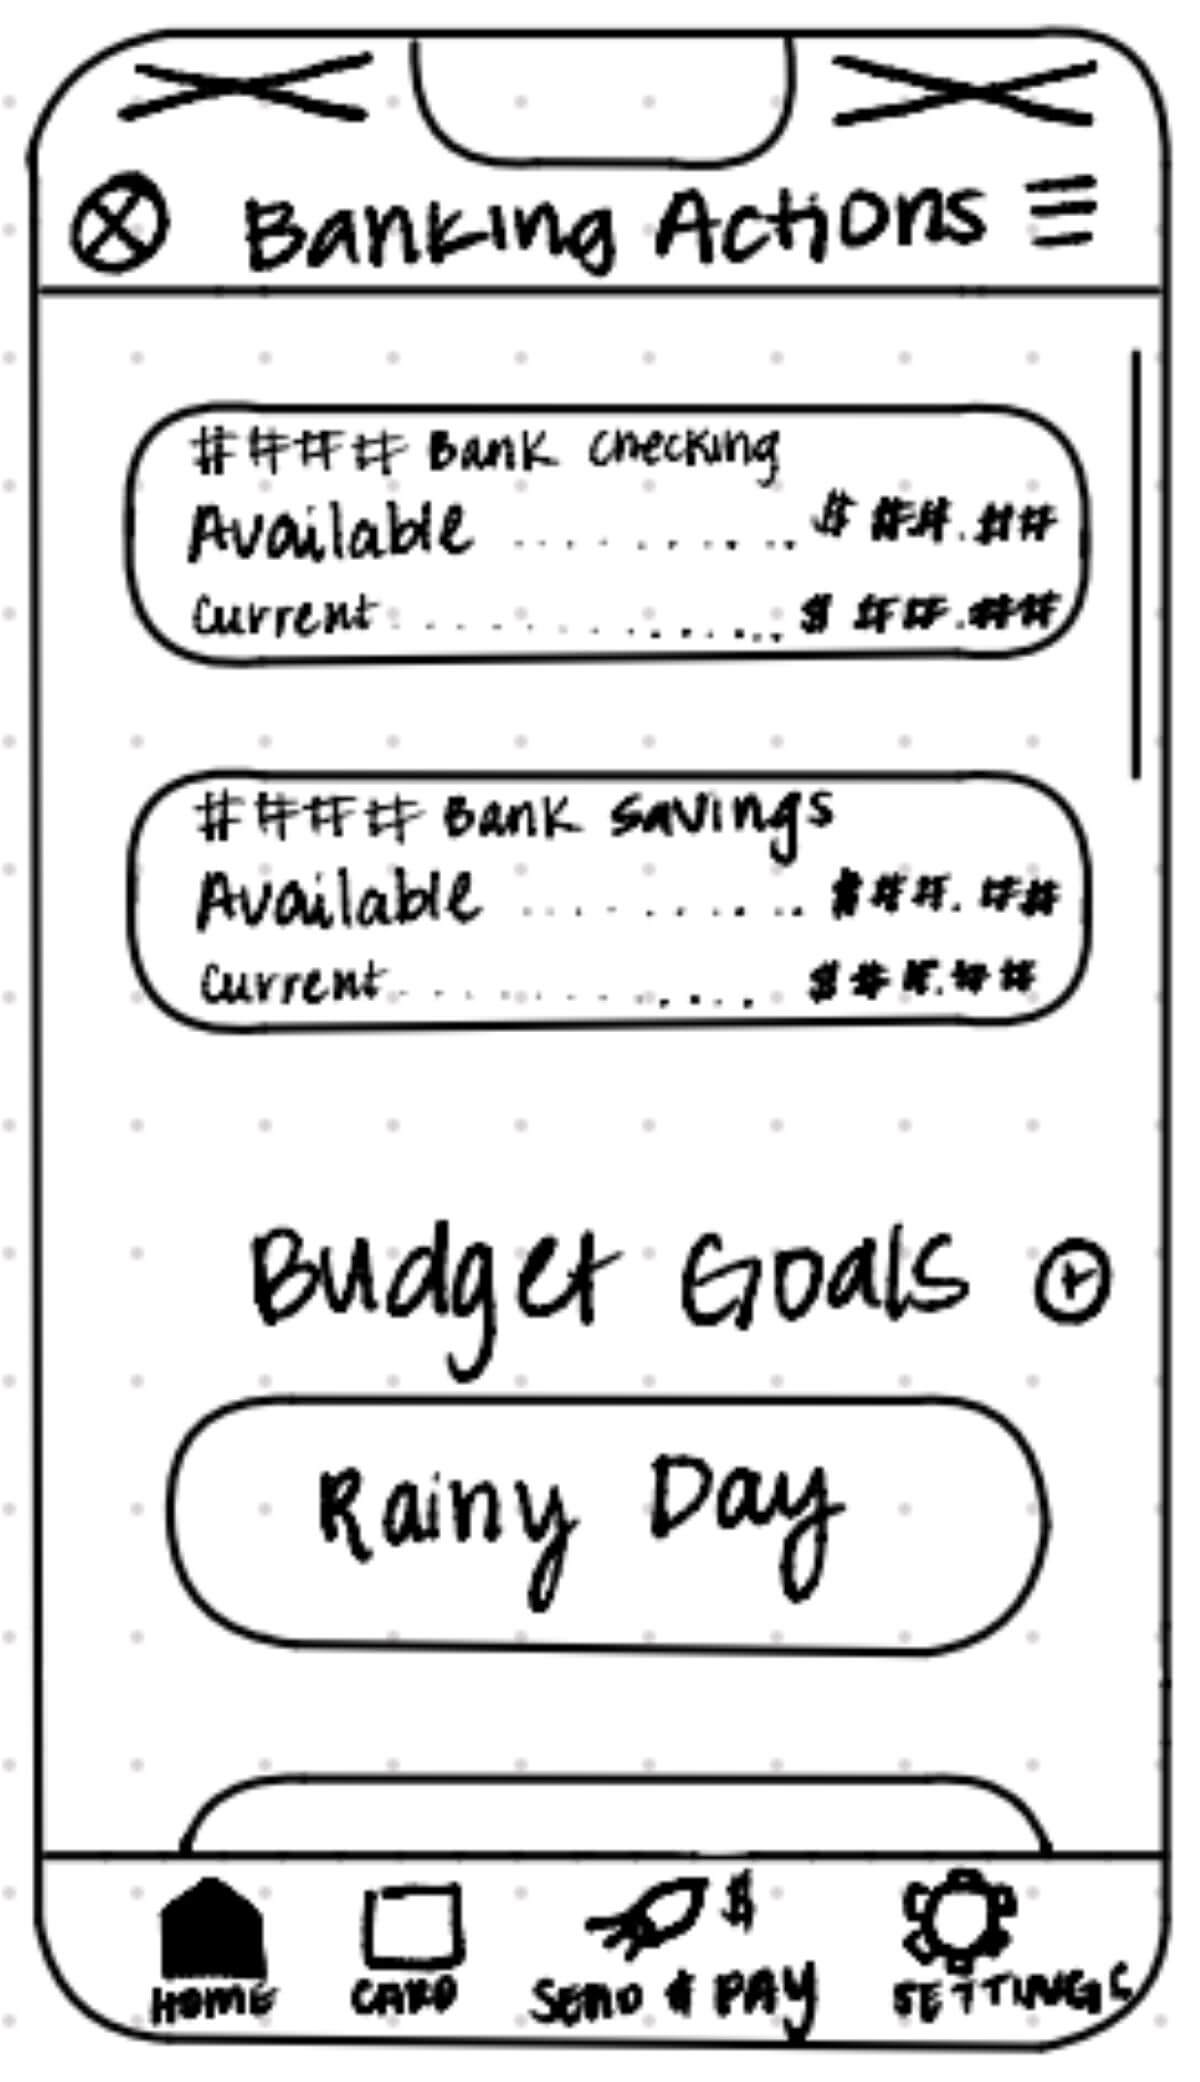 Banking Actions
#### Bank checking
Available .......... $ ##.##
Current .............. $ ##.##
#### Bank savings
Available .......... $ ##.##
Current ............. $ ##.##
Budget Goals +
Rainy Day
$
HOME CARD SEND & PAY SETTINGS